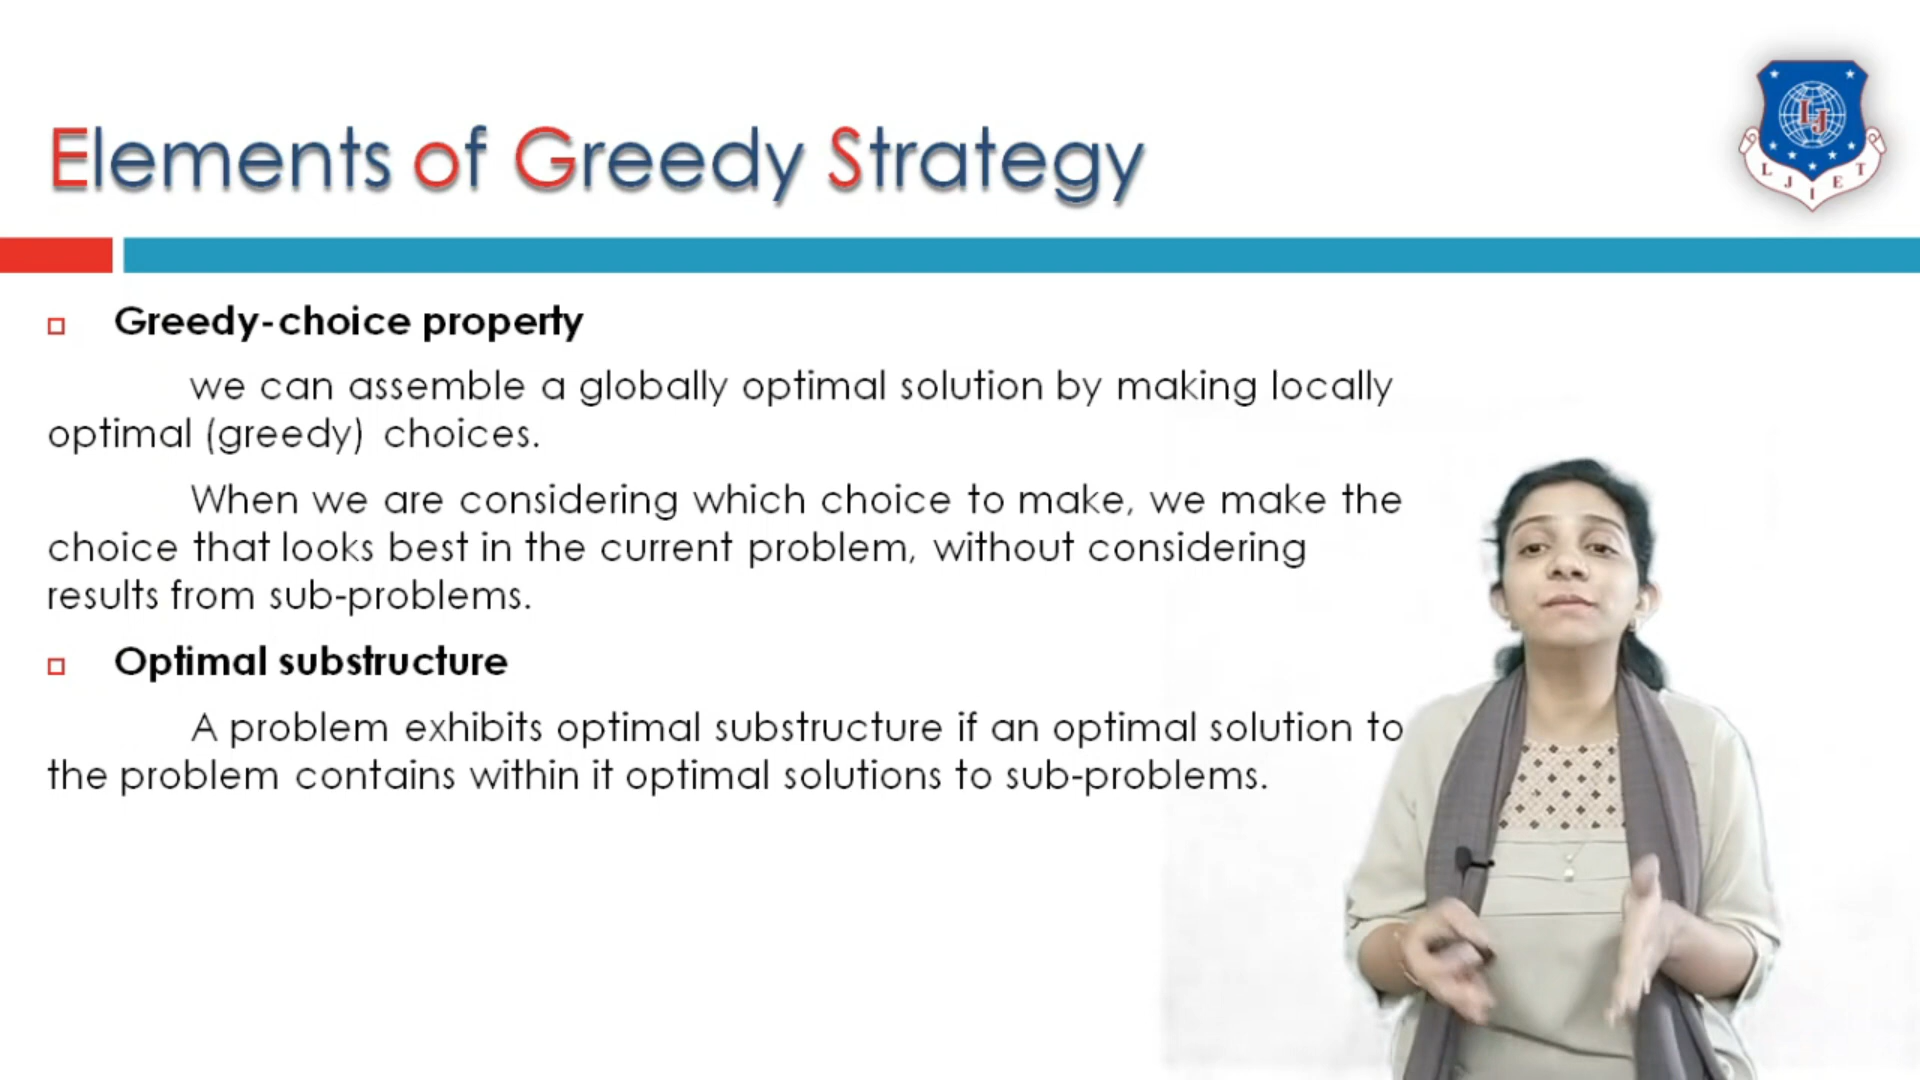 Elements of Greedy Strategy
LJ
L J I E T
Greedy-choice property
we can assemble a globally optimal solution by making locally
optimal (greedy) choices.
When we are considering which choice to make, we make the
choice that looks best in the current problem, without considering
results from sub-problems.
Optimal substructure
A problem exhibits optimal substructure if an optimal solution to
the problem contains within it optimal solutions to sub-problems.